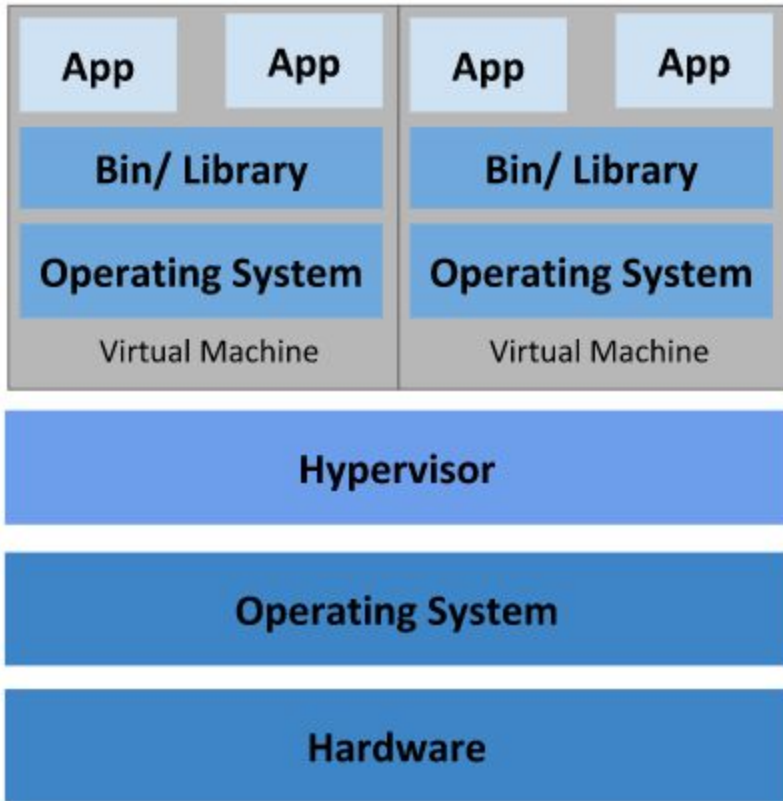 App App App App
Bin/ Library Bin/ Library
Operating System Operating System
Virtual Machine Virtual Machine
Hypervisor
Operating System
Hardware